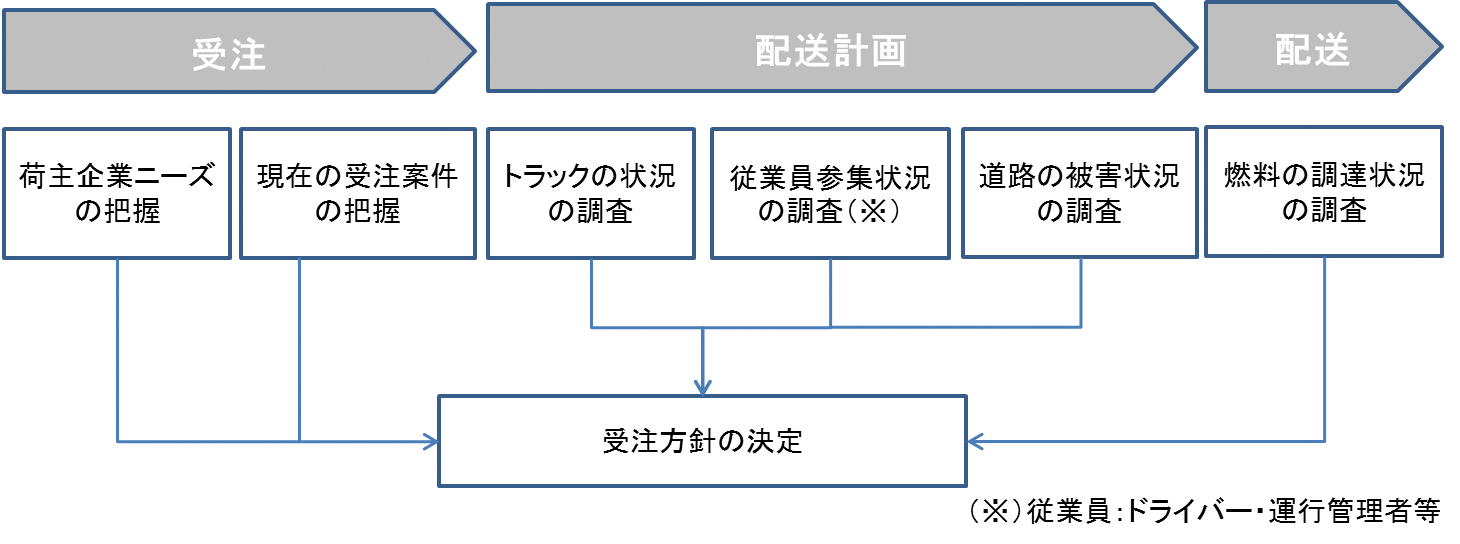 受注
配送計画
配送
荷主企業ニーズ
の把握
現在の受注案件
の把握
トラックの状況
の調査
従業員参集状況
の調査(※)
道路の被害状況
の調査
燃料の調達状況
の調査
受注方針の決定
(※)従業員:ドライバー・運行管理者等